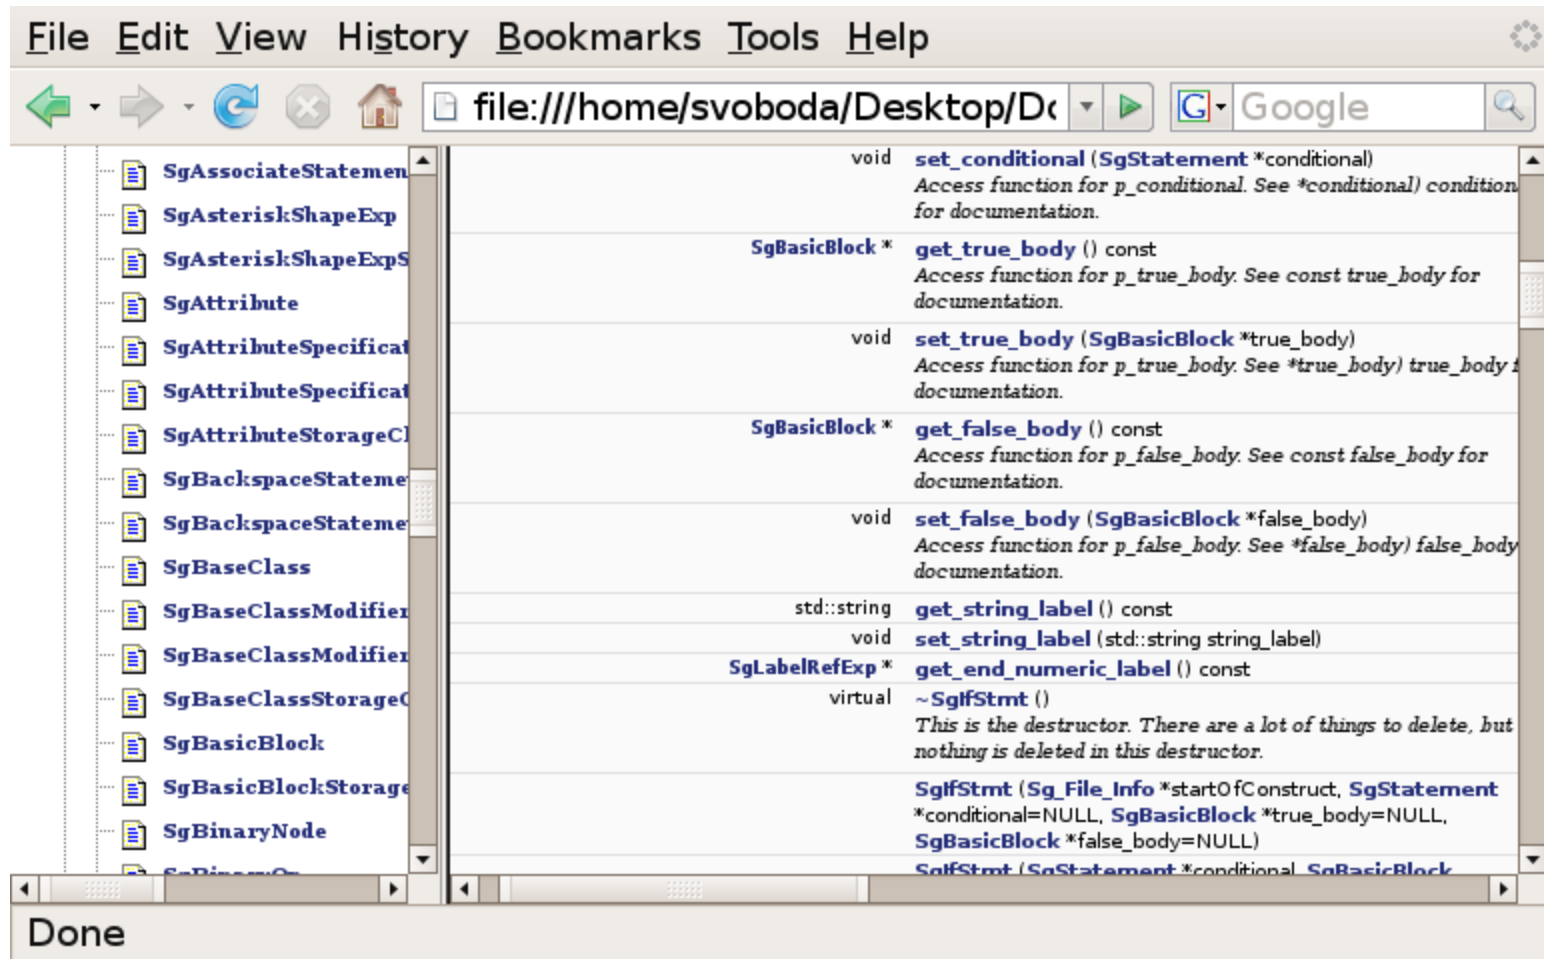 File Edit View History Bookmarks Tools Help
file:///home/svoboda/Desktop/Do Google
SgAssociateStatemen
SgAsteriskShapeExp
SgAsteriskShapeExpS
SgAttribute
SgAttributeSpecificat
SgAttributeSpecificat
SgAttributeStorageCl
SgBackspaceStateme
SgBackspaceStateme
SgBaseClass
SgBaseClassModifier
SgBaseClassModifier
SgBaseClassStorageC
SgBasicBlock
SgBasicBlockStorage
SgBinaryNode
SgBinaryOp
void set_conditional (SgStatement *conditional)
Access function for p_conditional. See *conditional) condition
for documentation.
SgBasicBlock * get_true_body () const
Access function for p_true_body. See const true_body for
documentation.
void set_true_body (SgBasicBlock *true_body)
Access function for p_true_body. See *true_body) true_body f
documentation.
SgBasicBlock * get_false_body () const
Access function for p_false_body. See const false_body for
documentation.
void set_false_body (SgBasicBlock *false_body)
Access function for p_false_body. See *false_body) false_body
documentation.
std::string get_string_label () const
void set_string_label (std::string string_label)
SgLabelRefExp * get_end_numeric_label () const
virtual ~SgIfStmt ()
This is the destructor. There are a lot of things to delete, but
nothing is deleted in this destructor.
SgIfStmt (Sg_File_Info *startOfConstruct, SgStatement
*conditional=NULL, SgBasicBlock *true_body=NULL,
SgBasicBlock *false_body=NULL)
SgIfStmt (SgStatement *conditional, SgBasicBlock
Done